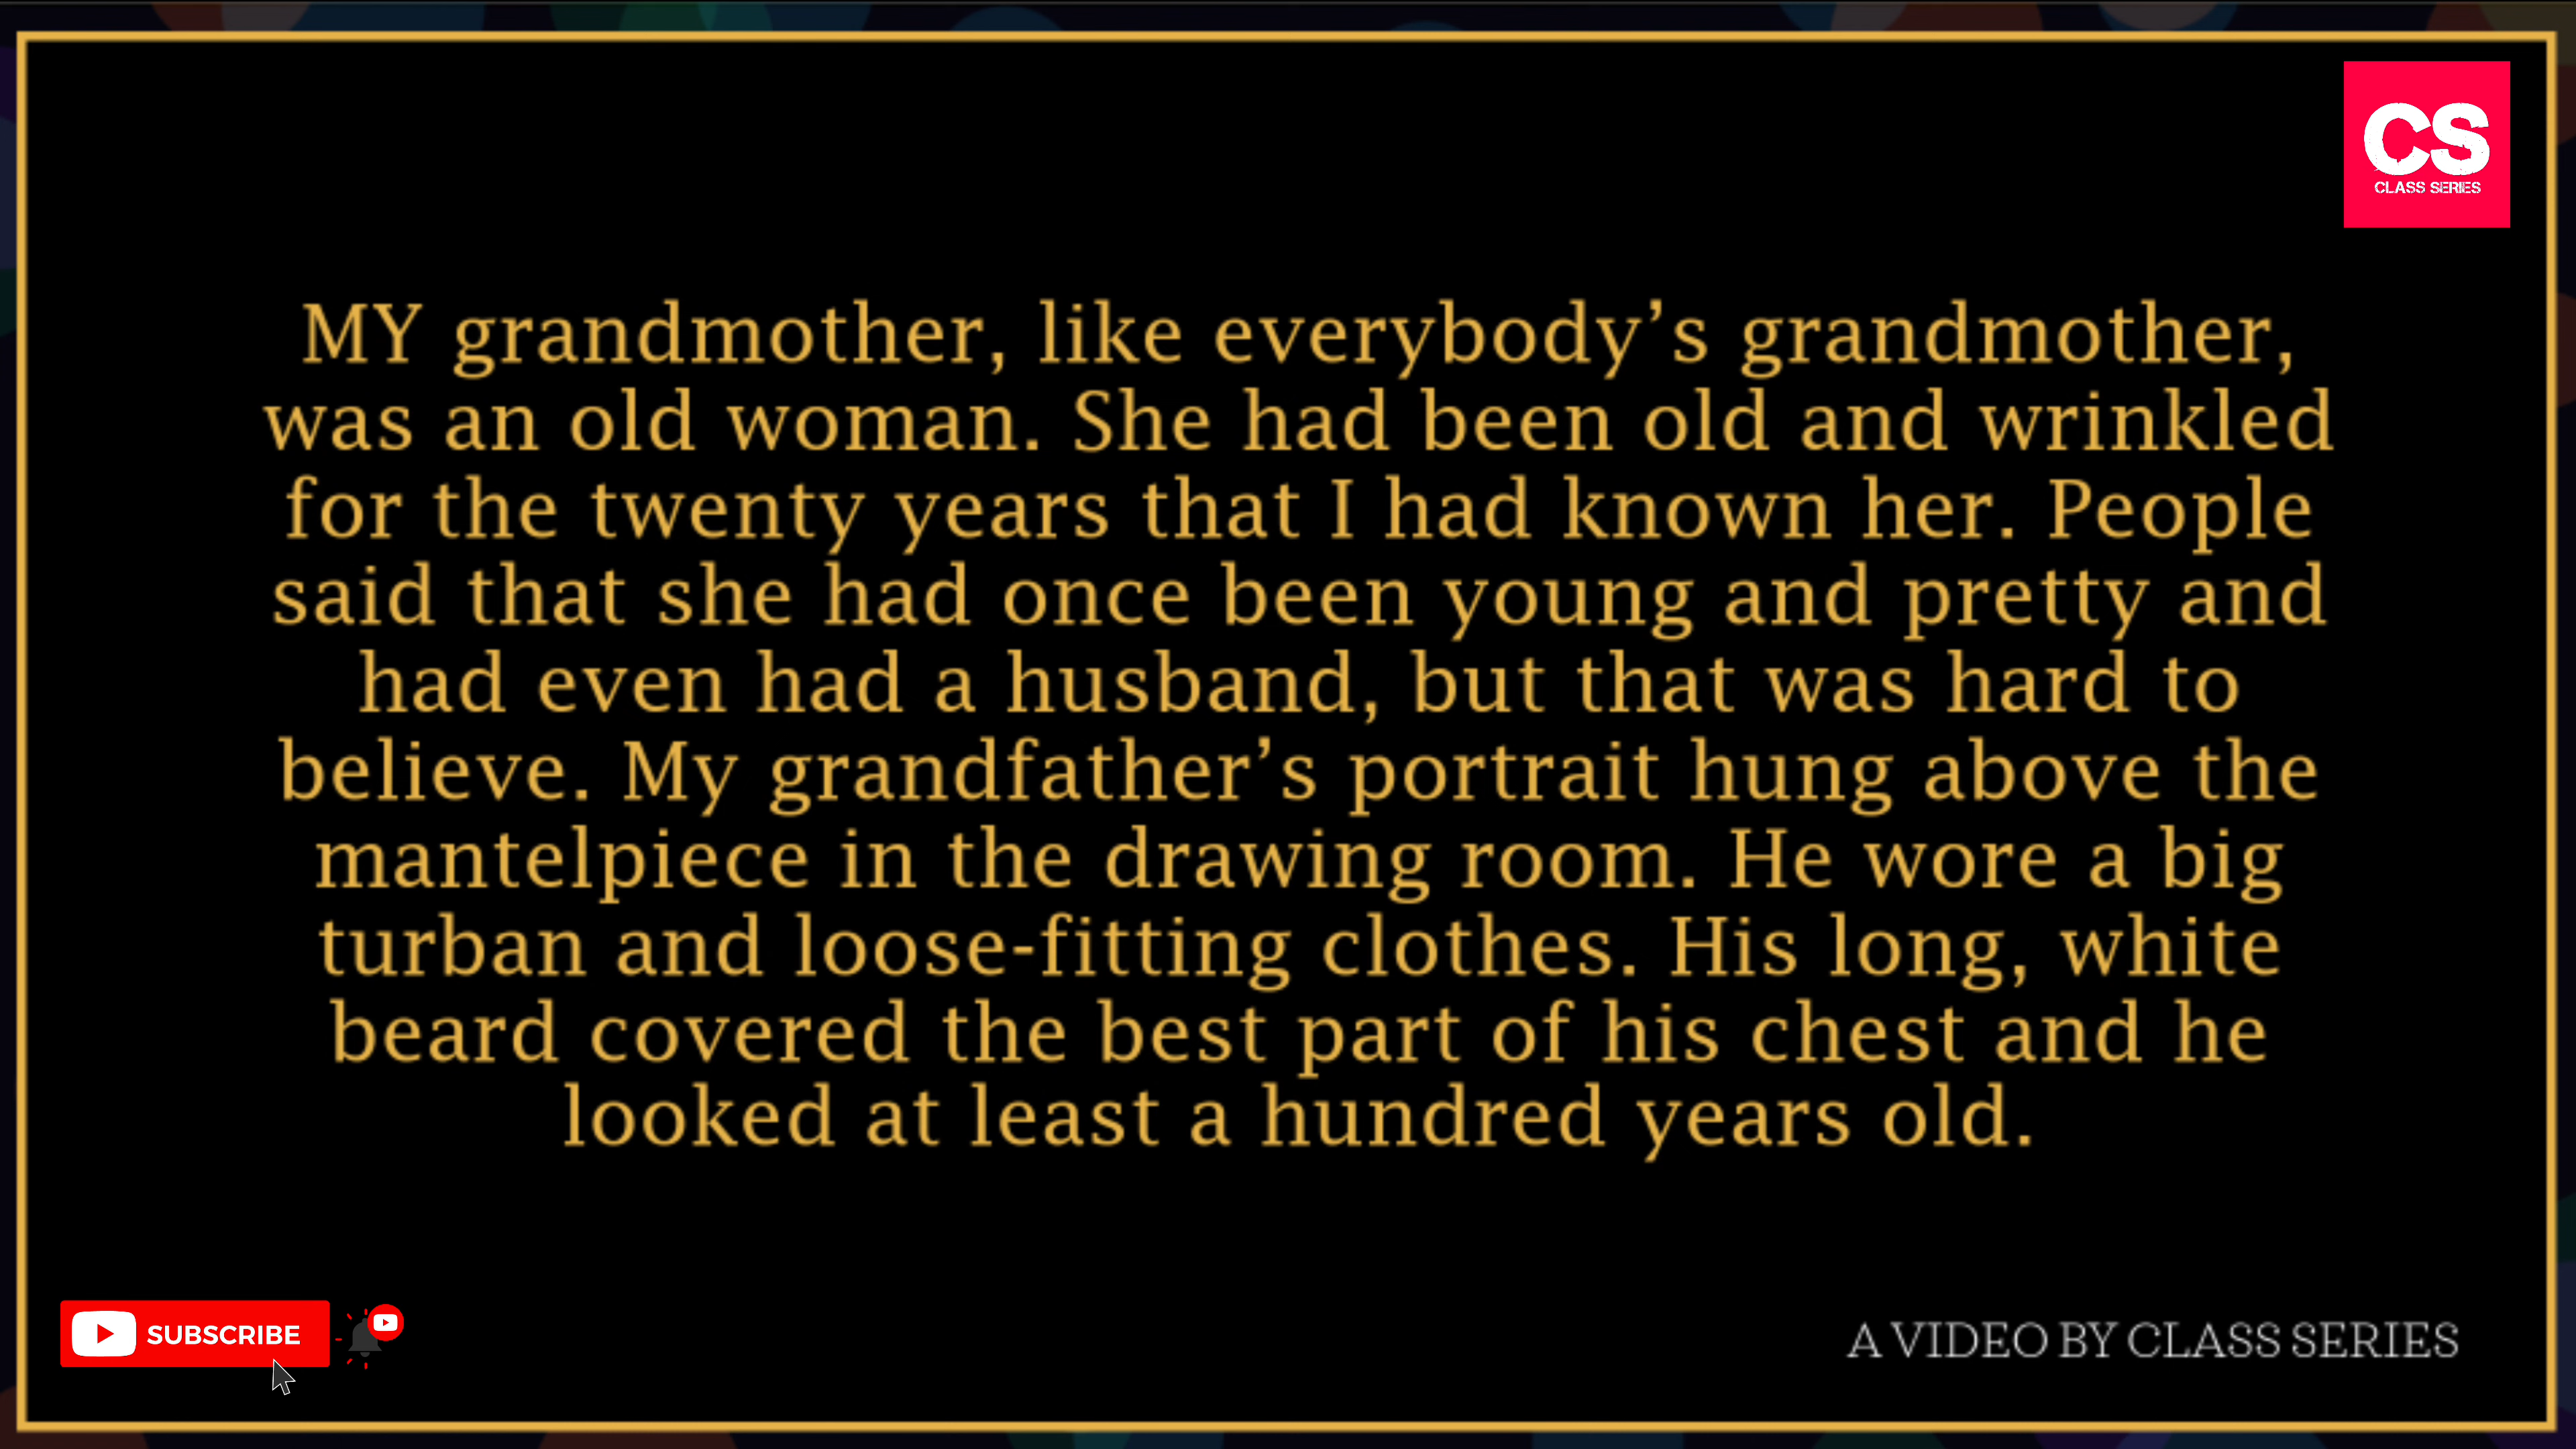 CS
CLASS SERIES
MY grandmother, like everybody’s grandmother,
was an old woman. She had been old and wrinkled
for the twenty years that I had known her. People
said that she had once been young and pretty and
had even had a husband, but that was hard to
believe. My grandfather’s portrait hung above the
mantelpiece in the drawing room. He wore a big
turban and loose-fitting clothes. His long, white
beard covered the best part of his chest and he
looked at least a hundred years old.
SUBSCRIBE
A VIDEO BY CLASS SERIES